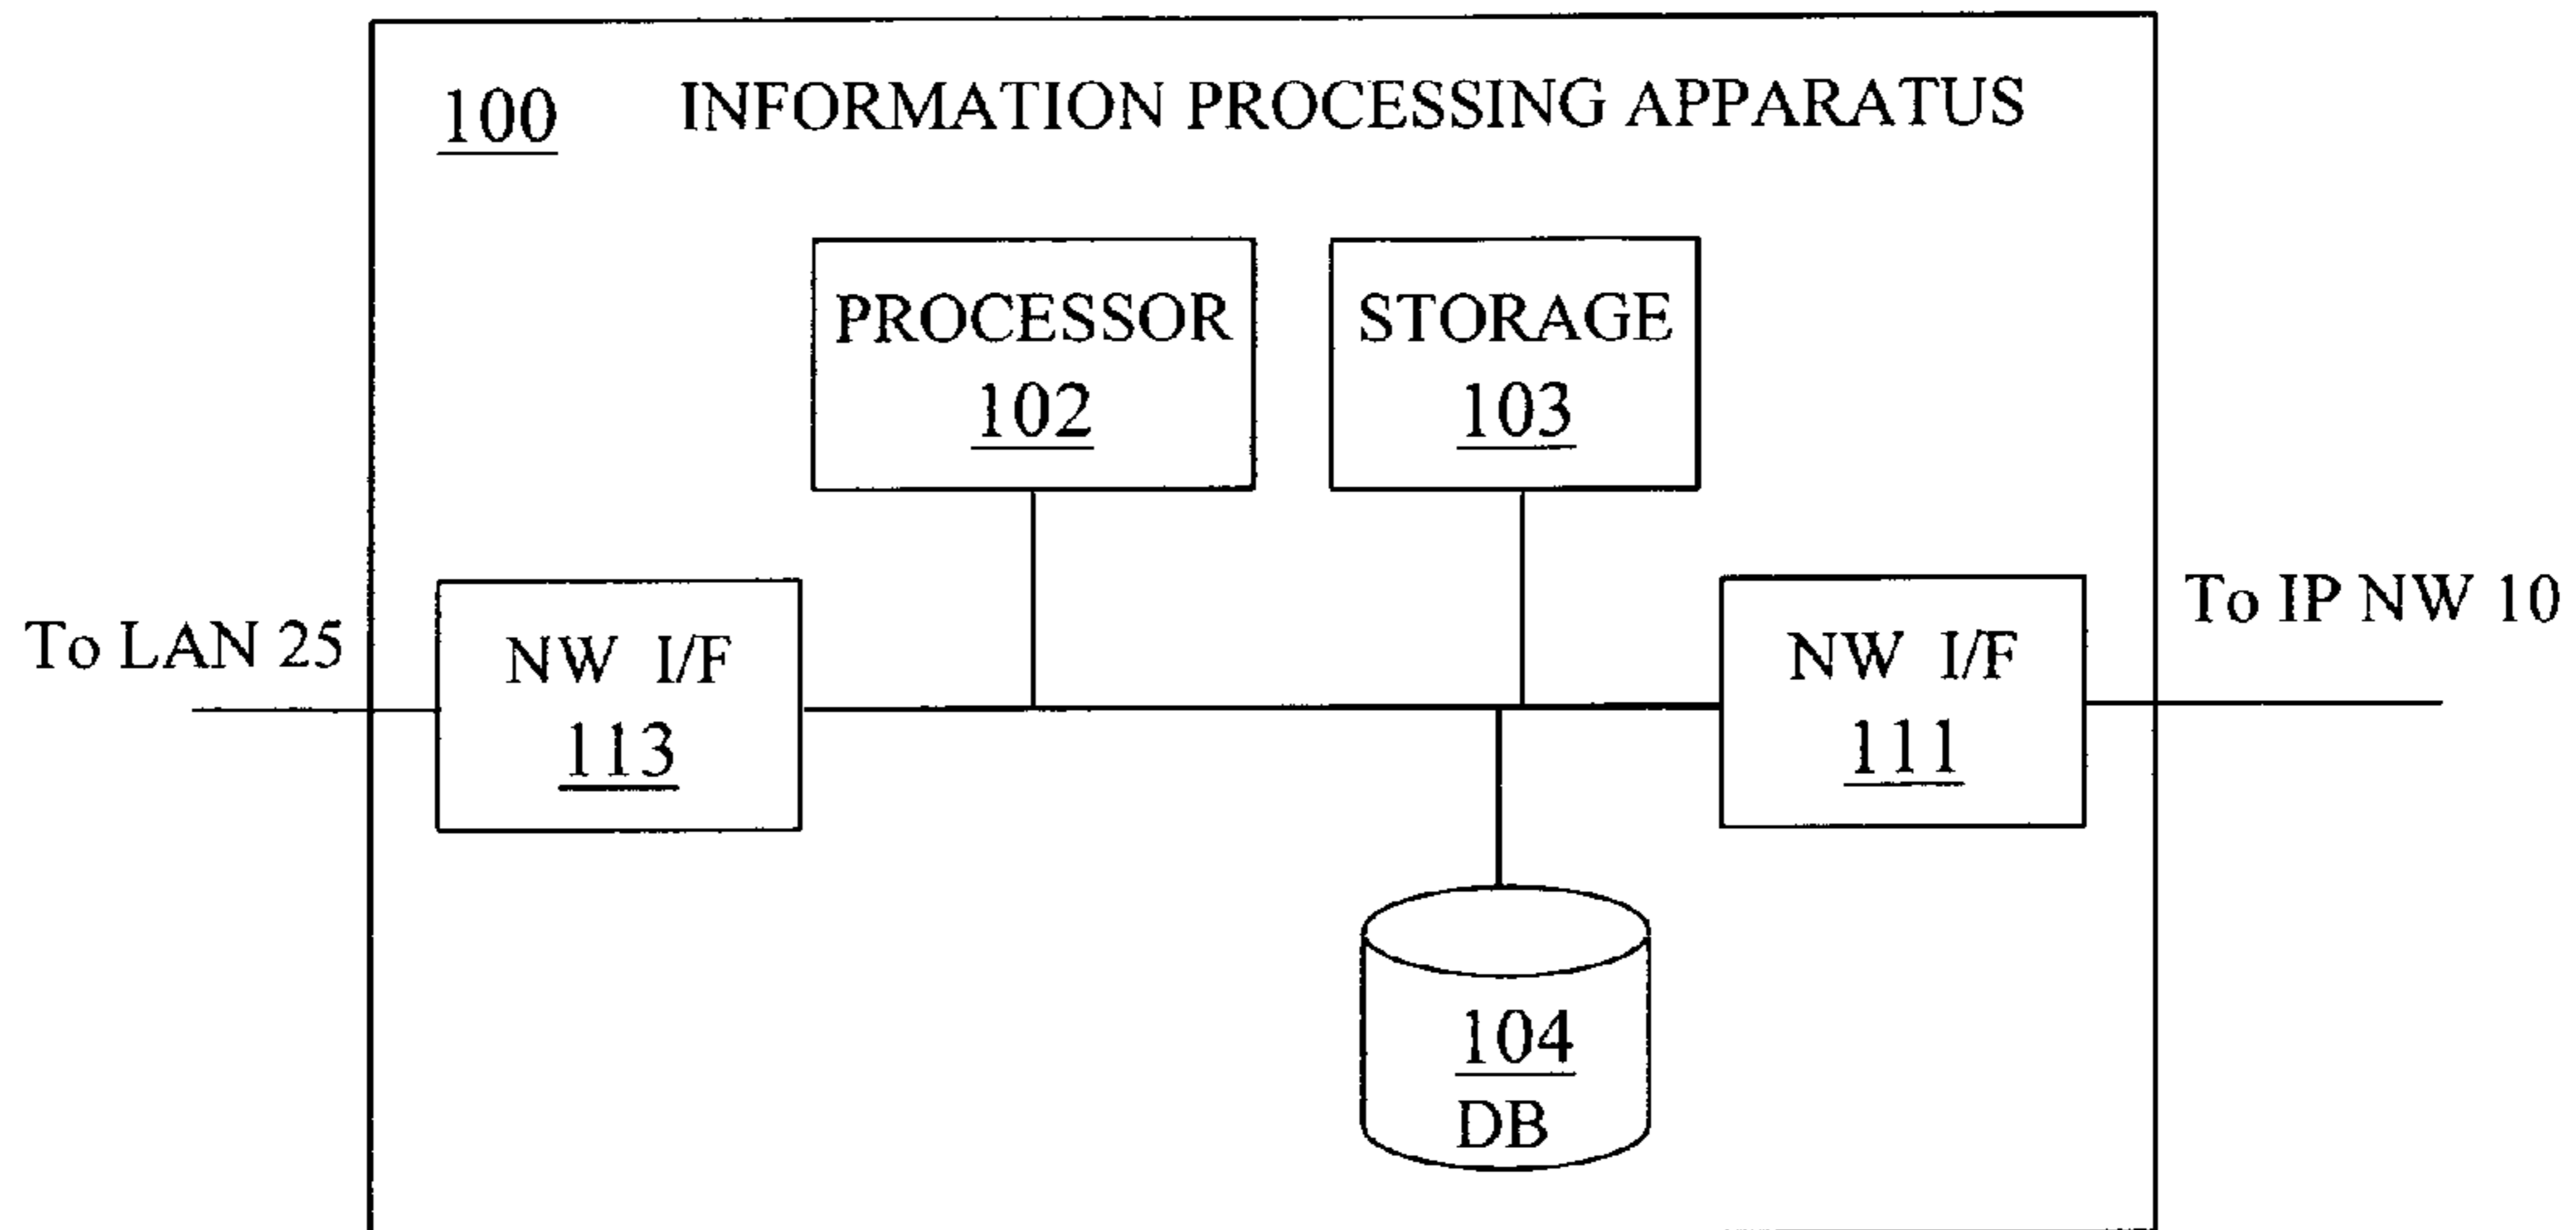 100 INFORMATION PROCESSING APPARATUS
PROCESSOR
102
STORAGE
103
To LAN 25
NW I/F
113
NW I/F
111
To IP NW 10
104
DB